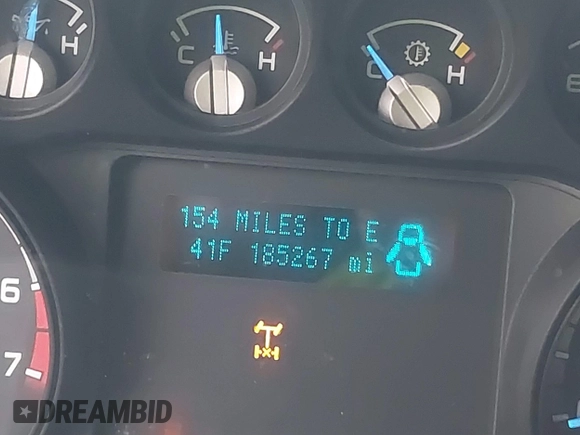 H
C
H
C
H
154 MILES TO E
41F 185267 mi
6
7
DREAMBID